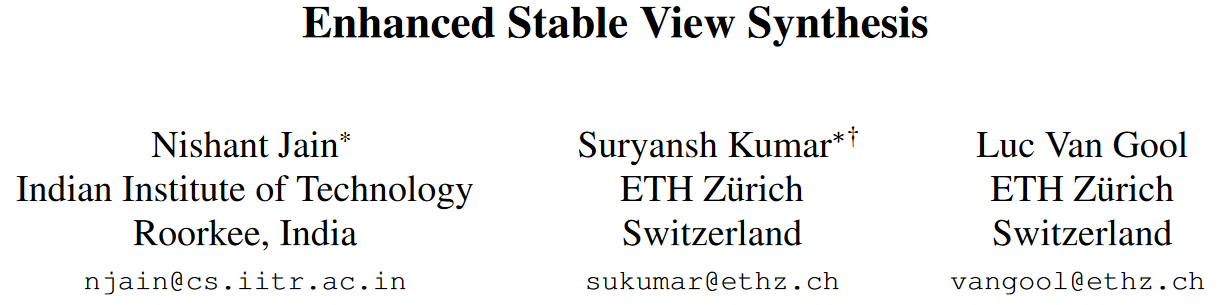 Enhanced Stable View Synthesis
Nishant Jain*
Indian Institute of Technology
Roorkee, India
njain@cs.iitr.ac.in
Suryansh Kumar*†
ETH Zürich
Switzerland
sukumar@ethz.ch
Luc Van Gool
ETH Zürich
Switzerland
vangool@ethz.ch